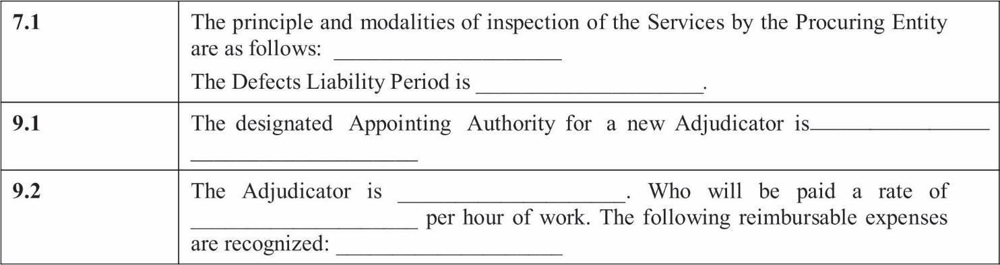 7.1 The principle and modalities of inspection of the Services by the Procuring Entity
are as follows: ____________________
The Defects Liability Period is ____________________.
9.1 The designated Appointing Authority for a new Adjudicator is________________
____________________
9.2 The Adjudicator is ____________________. Who will be paid a rate of
____________________ per hour of work. The following reimbursable expenses
are recognized: ____________________